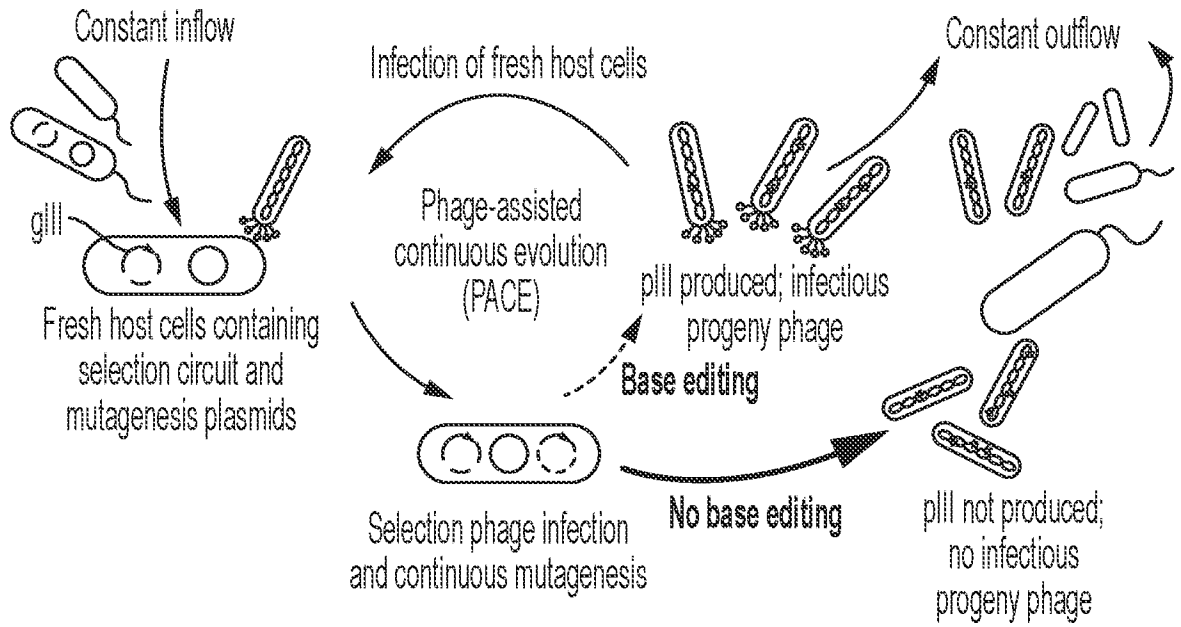 Constant inflow
gIII
Fresh host cells containing
selection circuit and
mutagenesis plasmids
Infection of fresh host cells
Phage-assisted
continuous evolution
(PACE)
Selection phage infection
and continuous mutagenesis
Base editing
No base editing
pIII produced; infectious
progeny phage
Constant outflow
pIII not produced;
no infectious
progeny phage